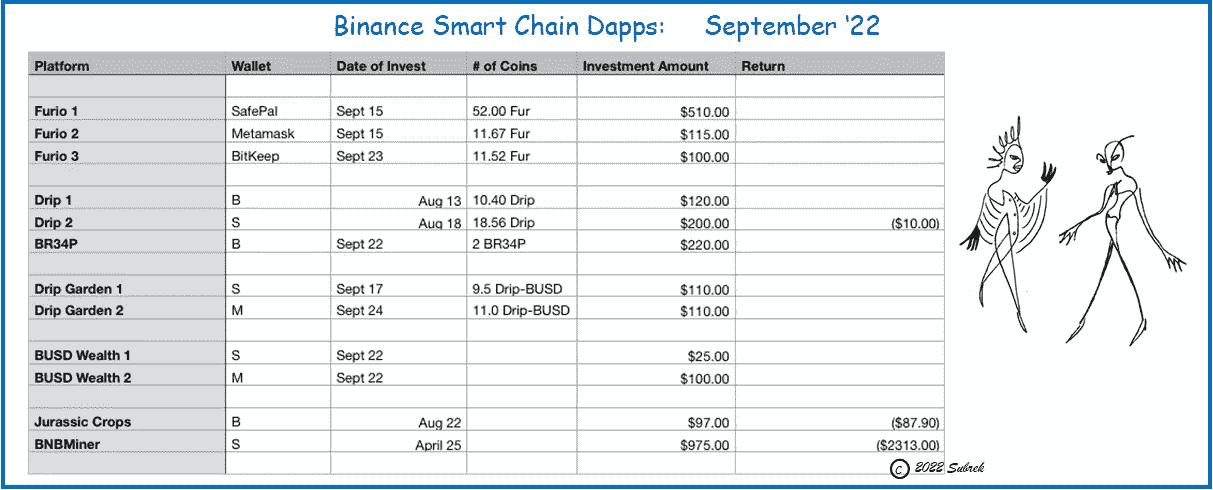 Binance Smart Chain Dapps: September ‘22
Platform Wallet Date of Invest # of Coins Investment Amount Return
Furio 1 SafePal Sept 15 52.00 Fur $510.00
Furio 2 Metamask Sept 15 11.67 Fur $115.00
Furio 3 BitKeep Sept 23 11.52 Fur $100.00
Drip 1 B Aug 13 10.40 Drip $120.00
Drip 2 S Aug 18 18.56 Drip $200.00 ($10.00)
BR34P B Sept 22 2 BR34P $220.00
Drip Garden 1 S Sept 17 9.5 Drip-BUSD $110.00
Drip Garden 2 M Sept 24 11.0 Drip-BUSD $110.00
BUSD Wealth 1 S Sept 22 $25.00
BUSD Wealth 2 M Sept 22 $100.00
Jurassic Crops B Aug 22 $97.00 ($87.90)
BNBMiner S April 25 $975.00 ($2313.00)
© 2022 Subrek